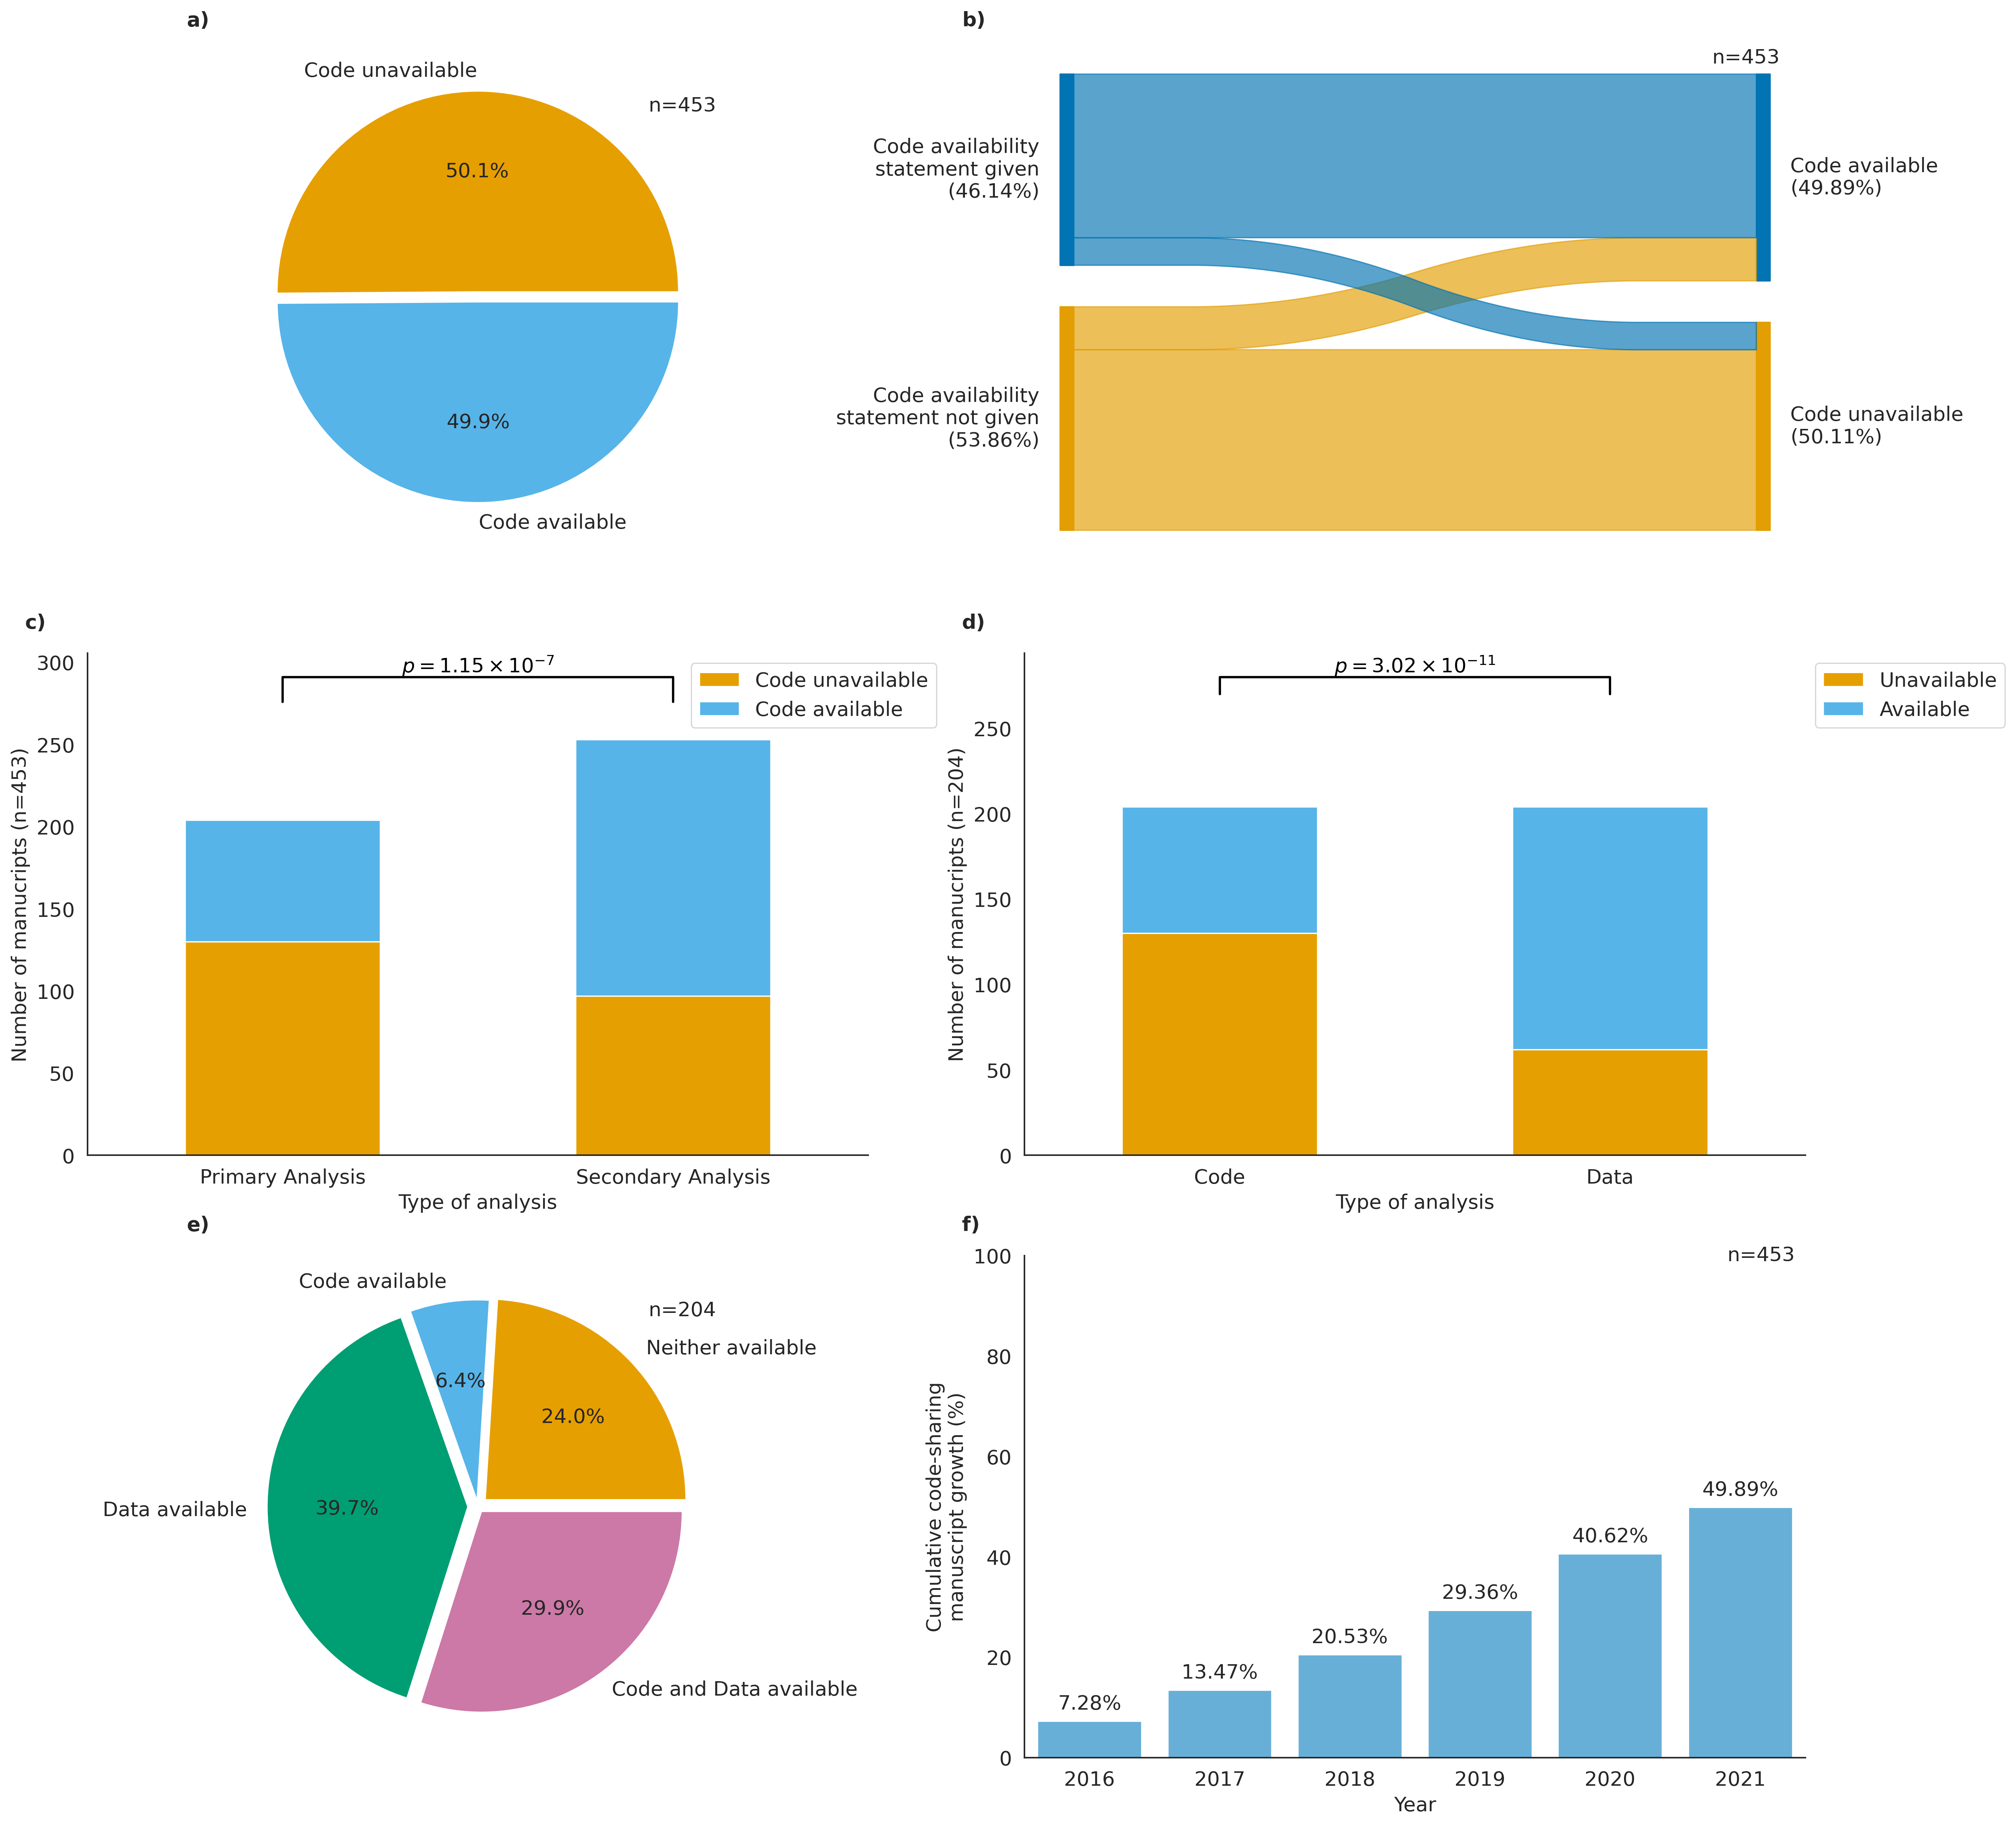 a)
Code unavailable
n=453
50.1%
49.9%
Code available
b)
n=453
Code availability
statement given
(46.14%)
Code available
(49.89%)
Code availability
statement not given
(53.86%)
Code unavailable
(50.11%)
c)
p = 1.15 × 10⁻⁷
Code unavailable
Code available
300
250
200
150
100
50
0
Number of manucripts (n=453)
Primary Analysis
Secondary Analysis
Type of analysis
d)
p = 3.02 × 10⁻¹¹
Unavailable
Available
250
200
150
100
50
0
Number of manucripts (n=204)
Code
Data
Type of analysis
e)
Code available
n=204
Neither available
6.4%
24.0%
Data available
39.7%
29.9%
Code and Data available
f)
n=453
100
80
60
40
20
0
Cumulative code-sharing
manuscript growth (%)
7.28%
13.47%
20.53%
29.36%
40.62%
49.89%
2016
2017
2018
2019
2020
2021
Year